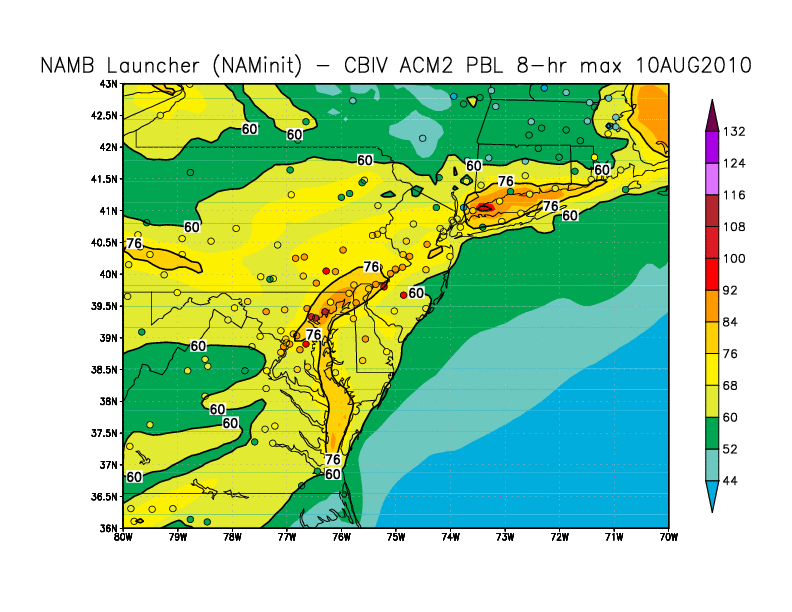 NAMB Launcher (NAMinit) – CBIV ACM2 PBL 8–hr max 10AUG2010
43N
42.5N
42N
41.5N
41N
40.5N
40N
39.5N
39N
38.5N
38N
37.5N
37N
36.5N
36N
80W 79W 78W 77W 76W 75W 74W 73W 72W 71W 70W
60
60
60
60
60
76
60
76
60
76
76
60
76
60
60
60
76
60
60
132
124
116
108
100
92
84
76
68
60
52
44